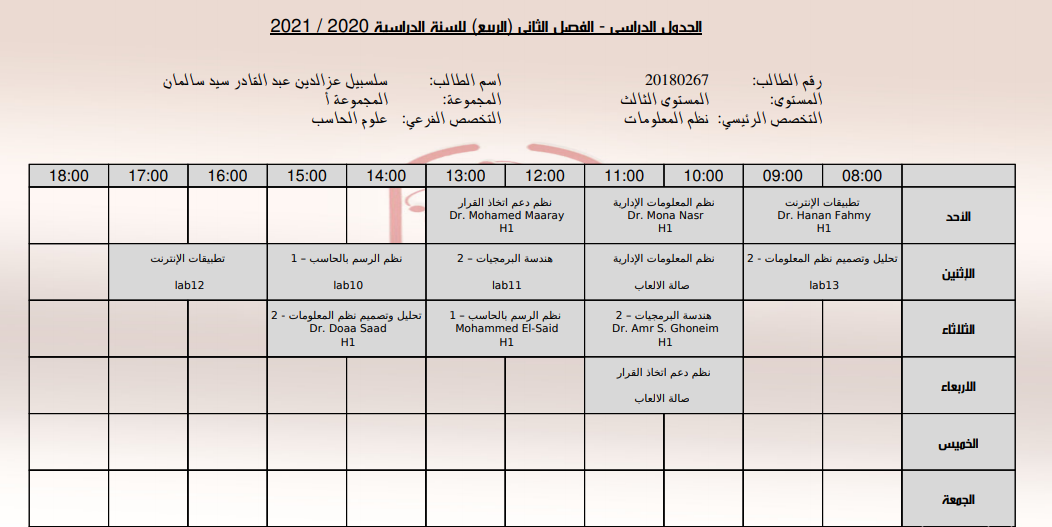 الجدول الدراسي - الفصل الثاني (الربيع) للسنة الدراسية 2020 / 2021
رقم الطالب: 20180267 اسم الطالب: سلسبيل عزالدين عبد القادر سيد سالمان
المستوى: المستوى الثالث المجموعة: المجموعة أ
التخصص الرئيسي: نظم المعلومات التخصص الفرعي: علوم الحاسب
08:00 09:00 10:00 11:00 12:00 13:00 14:00 15:00 16:00 17:00 18:00
الأحد
تطبيقات الإنترنت
Dr. Hanan Fahmy
H1
نظم المعلومات الإدارية
Dr. Mona Nasr
H1
نظم دعم اتخاذ القرار
Dr. Mohamed Maaray
H1
الإثنين
تحليل وتصميم نظم المعلومات - 2
lab13
نظم المعلومات الإدارية
صالة الالعاب
هندسة البرمجيات – 2
lab11
نظم الرسم بالحاسب – 1
lab10
تطبيقات الإنترنت
lab12
الثلاثاء
هندسة البرمجيات – 2
Dr. Amr S. Ghoneim
H1
نظم الرسم بالحاسب – 1
Mohammed El-Said
H1
تحليل وتصميم نظم المعلومات - 2
Dr. Doaa Saad
H1
الأربعاء
نظم دعم اتخاذ القرار
صالة الالعاب
الخميس
الجمعة